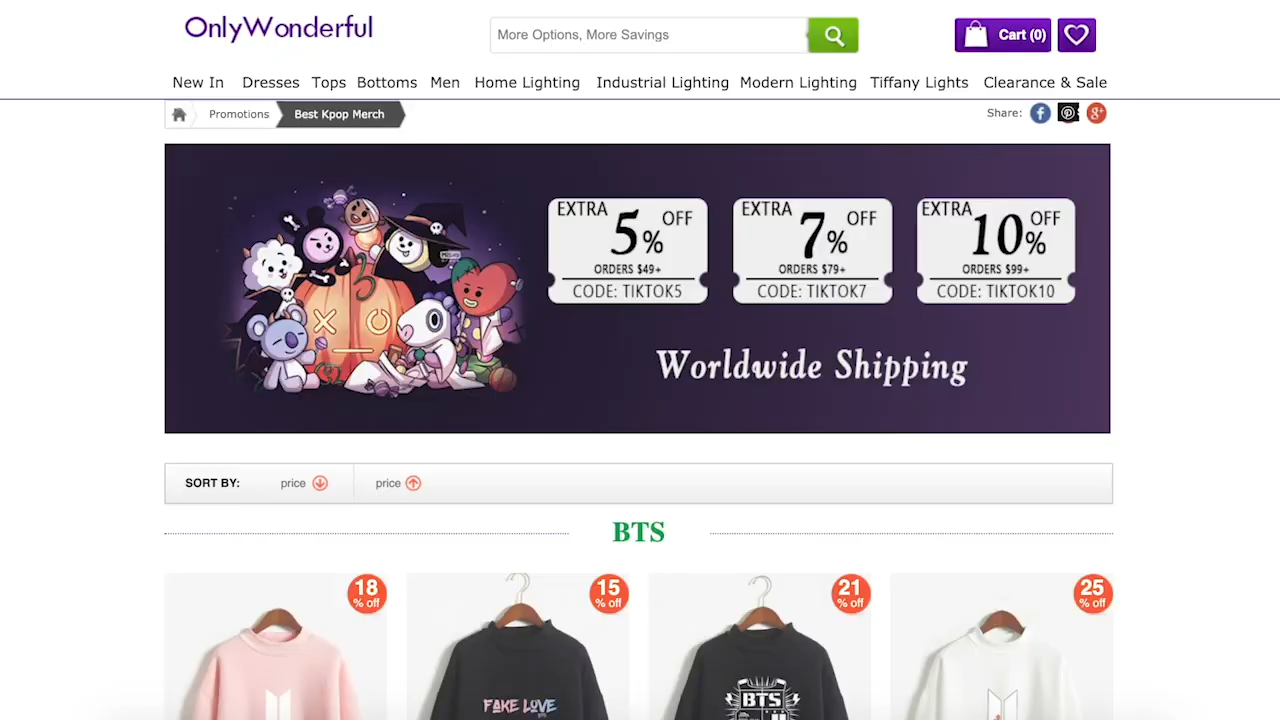 OnlyWonderful
More Options, More Savings
Cart (0)
New In Dresses Tops Bottoms Men Home Lighting Industrial Lighting Modern Lighting Tiffany Lights Clearance & Sale
Promotions Best Kpop Merch Share:
EXTRA 5% OFF
ORDERS $49+
CODE: TIKTOK5
EXTRA 7% OFF
ORDERS $79+
CODE: TIKTOK7
EXTRA 10% OFF
ORDERS $99+
CODE: TIKTOK10
Worldwide Shipping
SORT BY: price price
BTS
18
% off
15
% off
21
% off
25
% off
FAKE LOVE
BTS